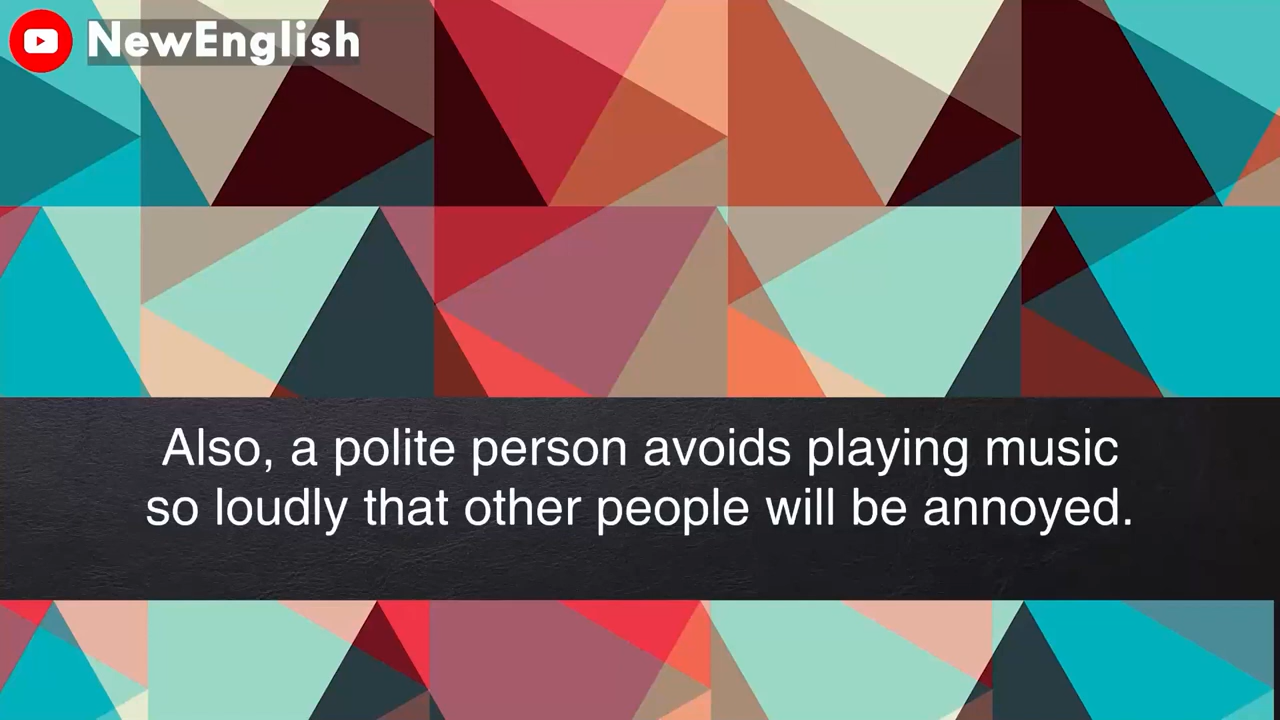 NewEnglish
Also, a polite person avoids playing music
so loudly that other people will be annoyed.